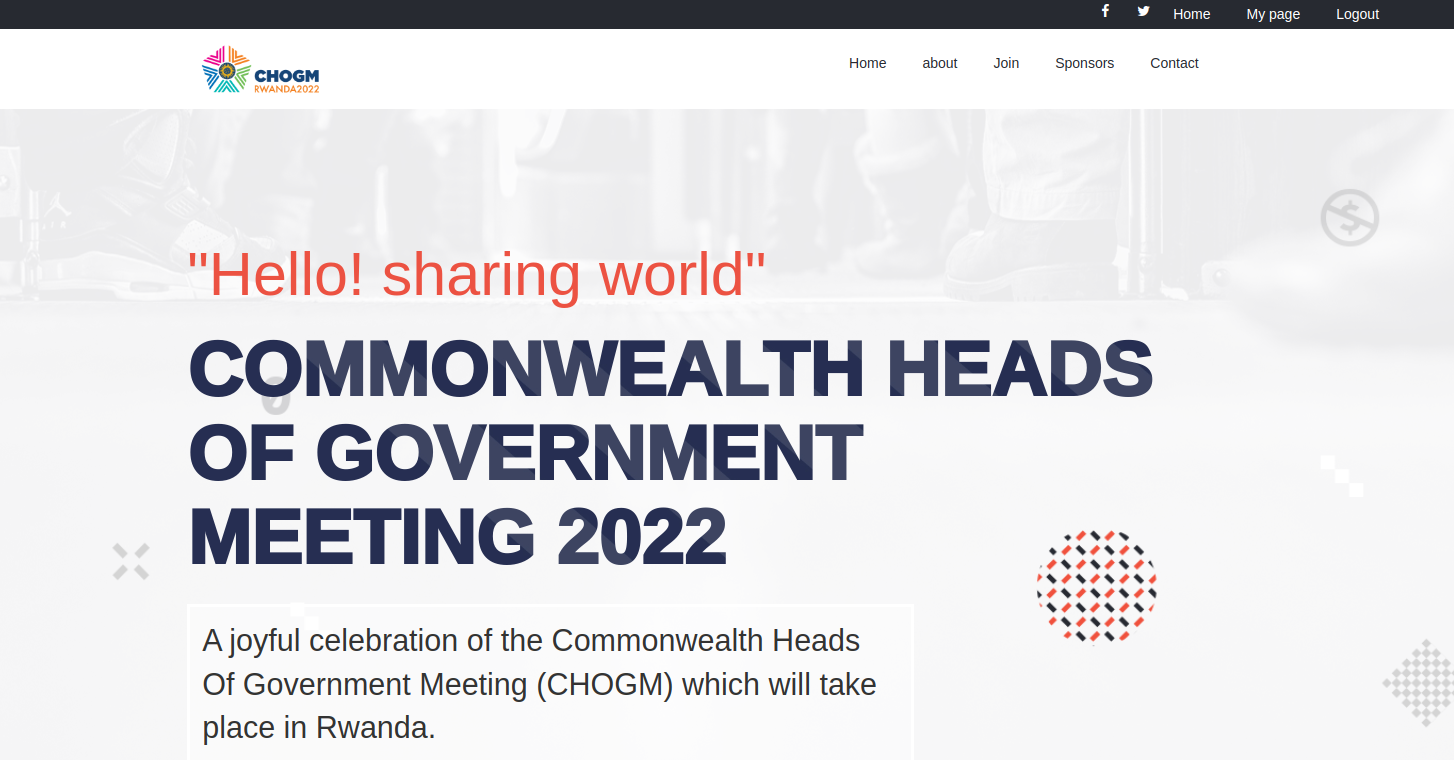 Home My page Logout
CHOGM
RWANDA2022
Home about Join Sponsors Contact
"Hello! sharing world"
COMMONWEALTH HEADS
OF GOVERNMENT
MEETING 2022
A joyful celebration of the Commonwealth Heads
Of Government Meeting (CHOGM) which will take
place in Rwanda.